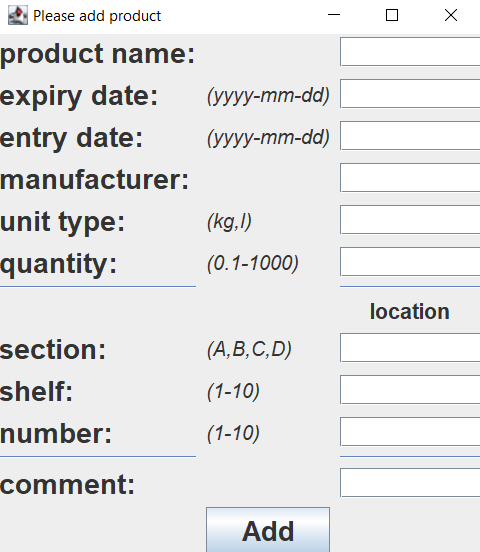 Please add product
product name:
expiry date: (yyyy-mm-dd)
entry date: (yyyy-mm-dd)
manufacturer:
unit type: (kg,l)
quantity: (0.1-1000)
location
section: (A,B,C,D)
shelf: (1-10)
number: (1-10)
comment:
Add